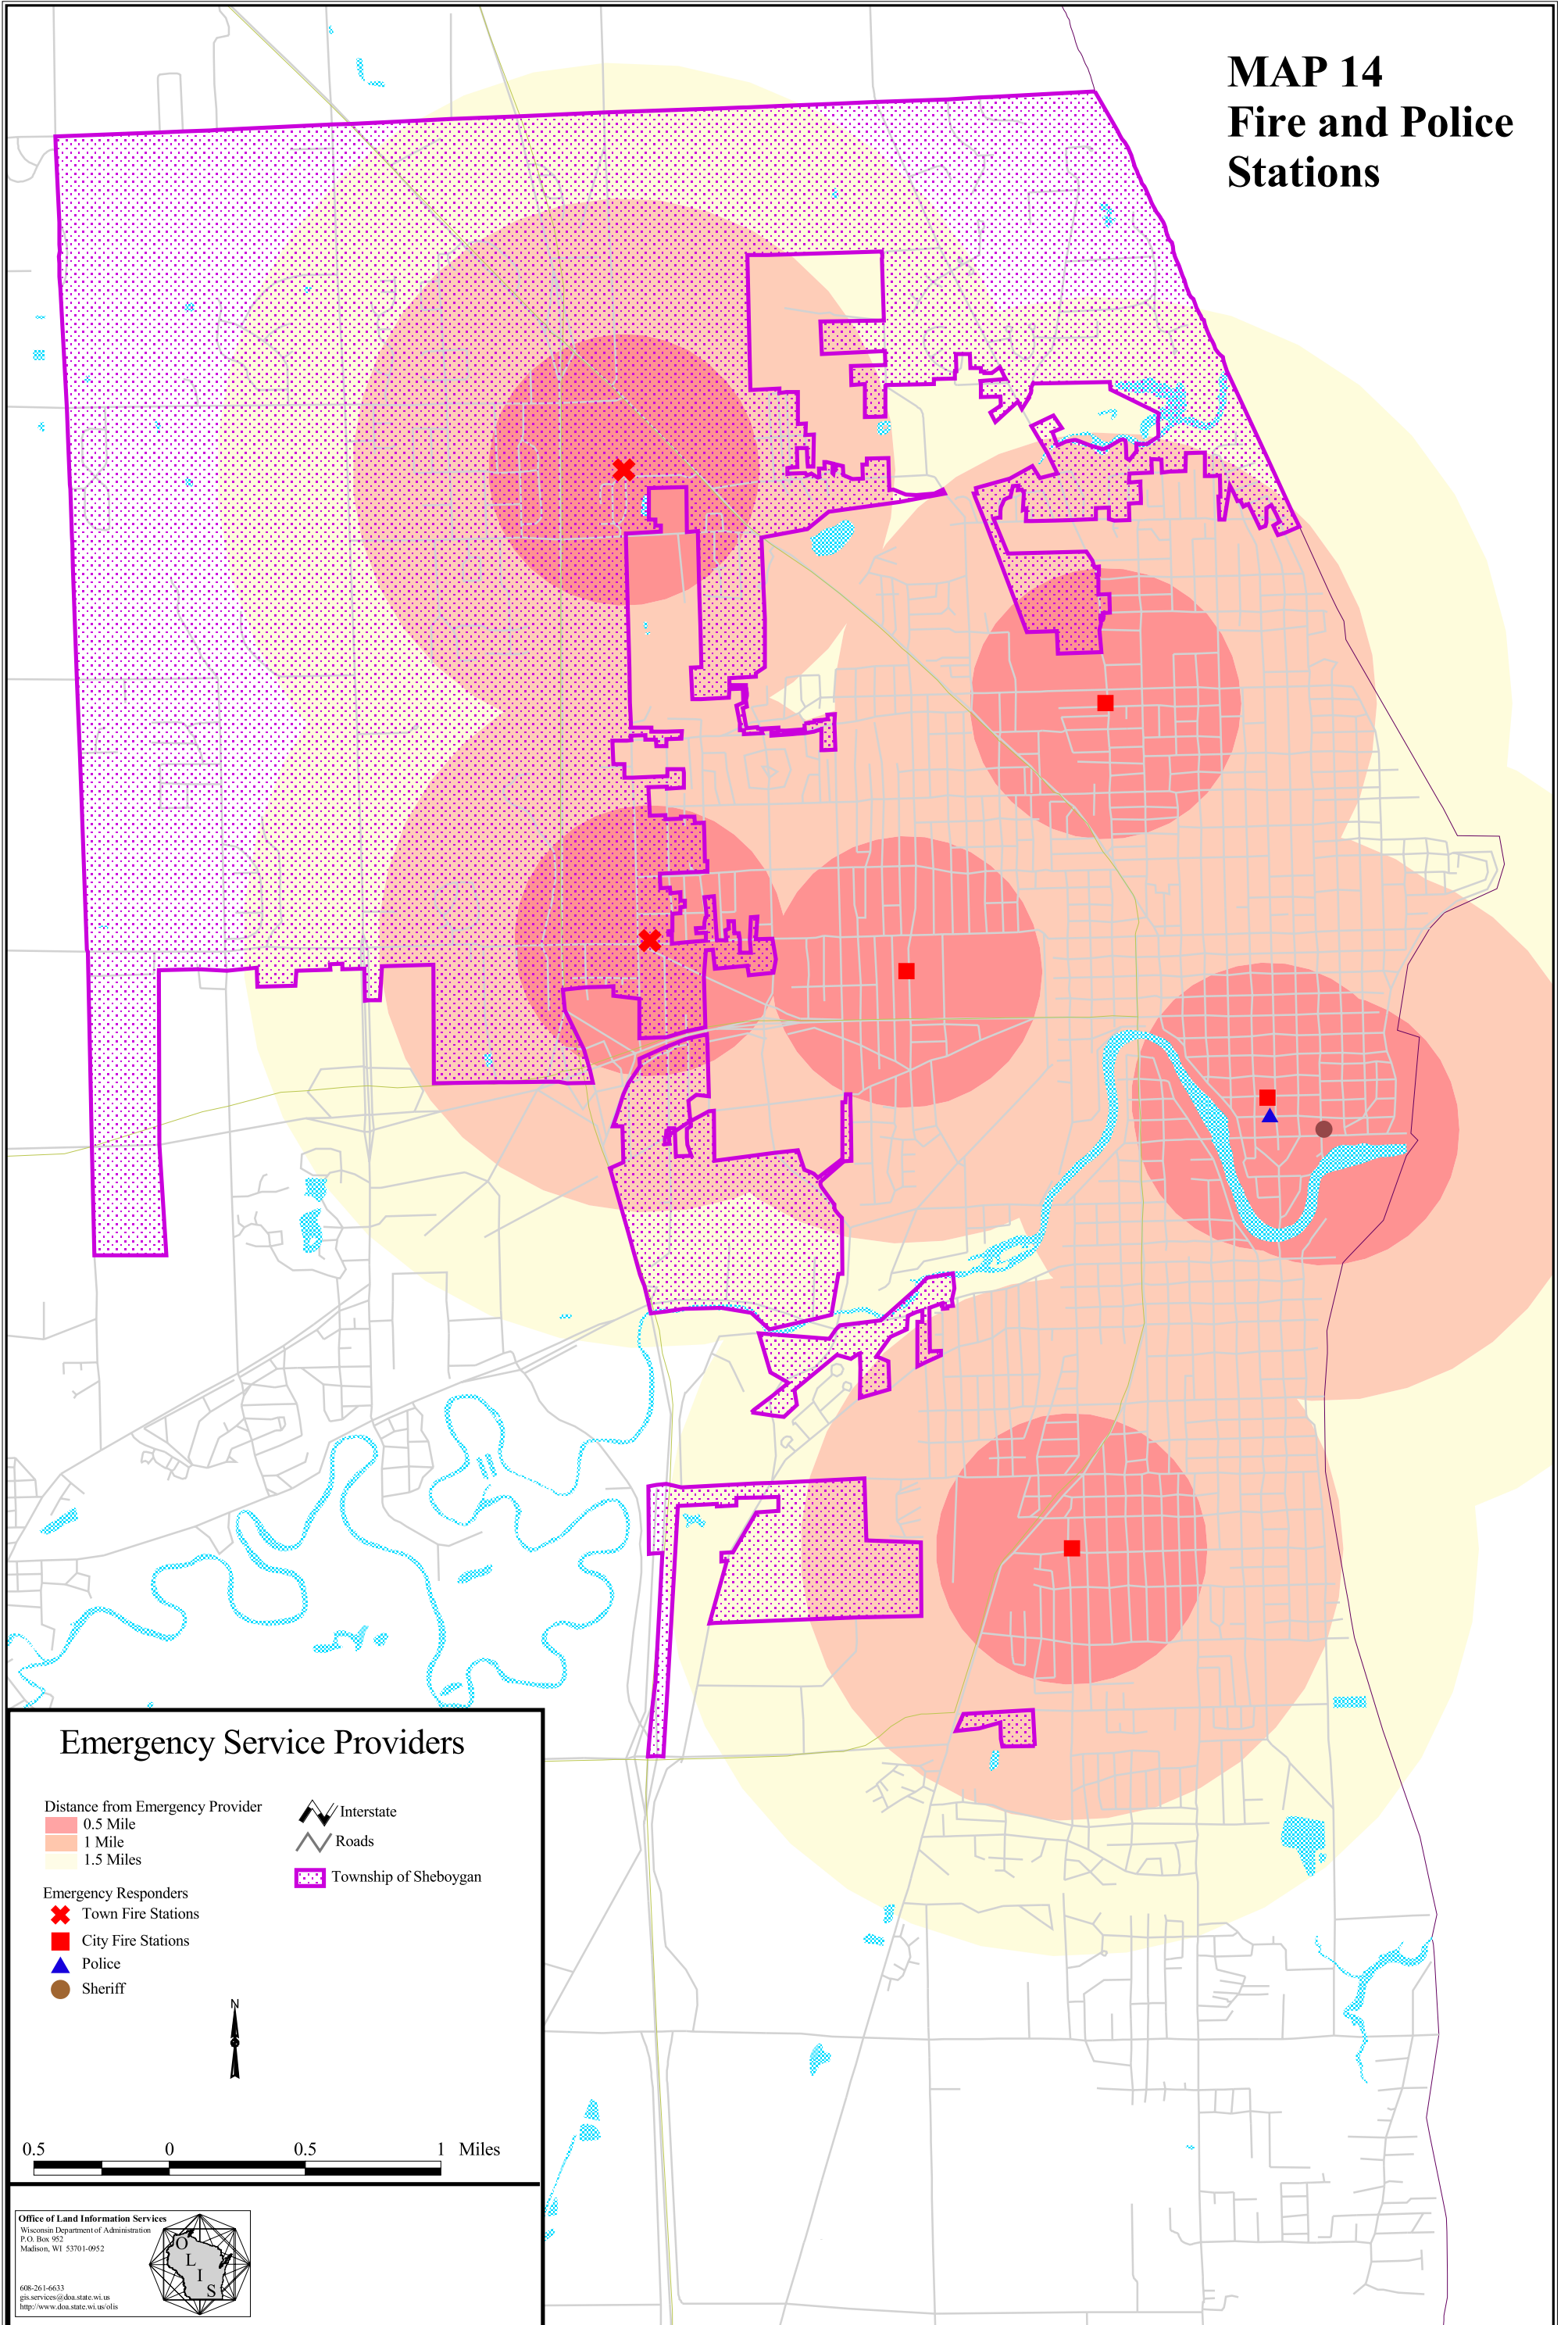 MAP 14
Fire and Police
Stations
Emergency Service Providers
Distance from Emergency Provider
0.5 Mile
1 Mile
1.5 Miles
Interstate
Roads
Township of Sheboygan
Emergency Responders
Town Fire Stations
City Fire Stations
Police
Sheriff
N
0.5 0 0.5 1 Miles
Office of Land Information Services
Wisconsin Department of Administration
P.O. Box 952
Madison, WI 53701-0952
608-261-6633
gis.services@doa.state.wi.us
http://www.doa.state.wi.us/olis
O
L
I
S